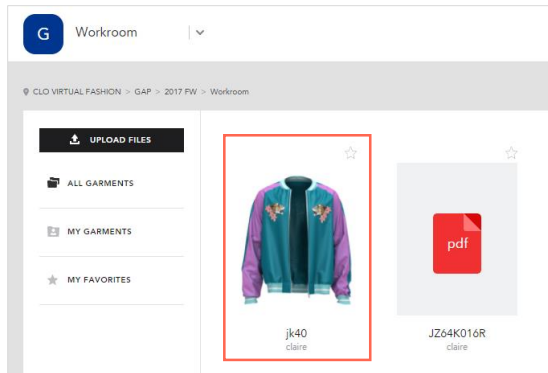 G Workroom
CLO VIRTUAL FASHION > GAP > 2017 FW > Workroom
UPLOAD FILES
ALL GARMENTS
MY GARMENTS
MY FAVORITES
jk40
claire
pdf
JZ64K016R
claire